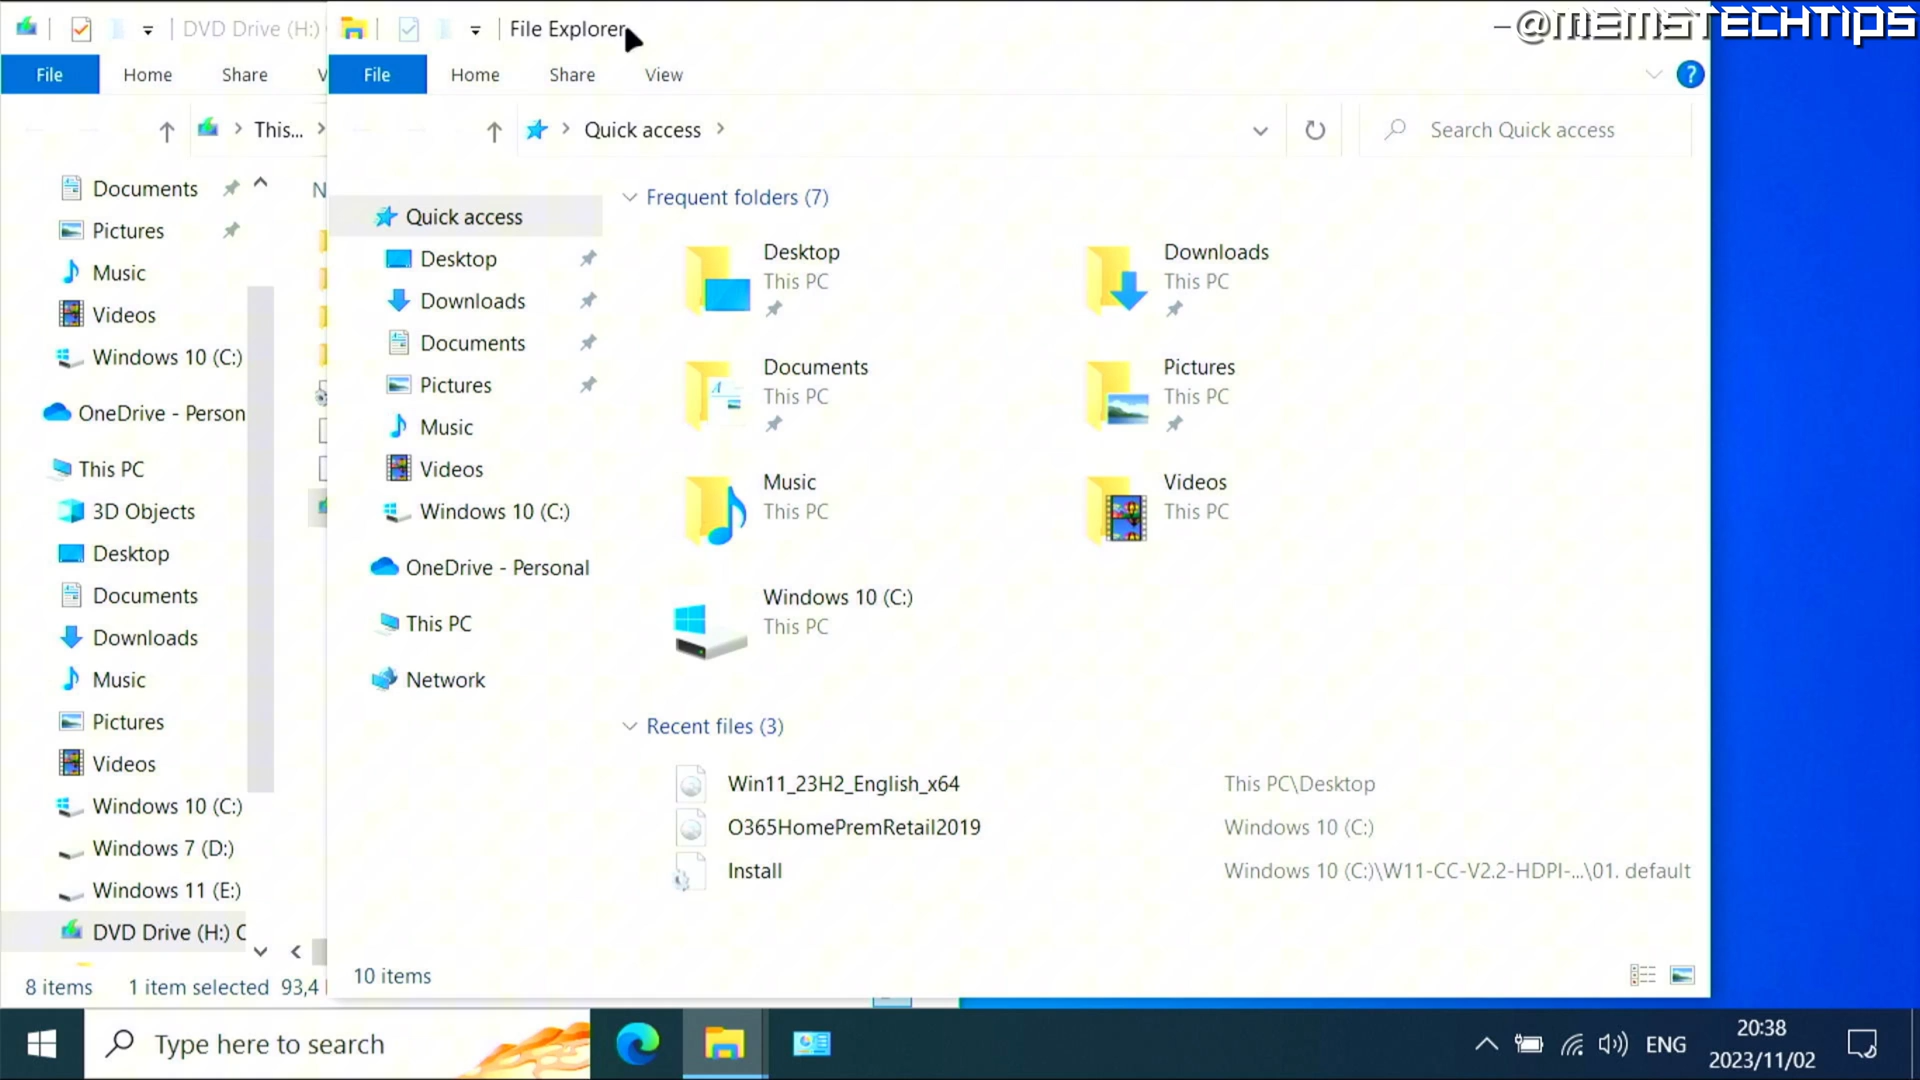 DVD Drive (H:)
File Explorer
@MEMSTECHTIPS
File
Home
Share
V
File
Home
Share
View
?
This...
Quick access
Search Quick access
Documents
Pictures
Music
Videos
Windows 10 (C:)
OneDrive - Person
This PC
3D Objects
Desktop
Documents
Downloads
Music
Pictures
Videos
Windows 10 (C:)
Windows 7 (D:)
Windows 11 (E:)
DVD Drive (H:) C
8 items
1 item selected
93,4
N
Quick access
Desktop
Downloads
Documents
Pictures
Music
Videos
Windows 10 (C:)
OneDrive - Personal
This PC
Network
Frequent folders (7)
Desktop
This PC
Downloads
This PC
Documents
This PC
Pictures
This PC
Music
This PC
Videos
This PC
Windows 10 (C:)
This PC
Recent files (3)
Win11_23H2_English_x64
This PC\Desktop
O365HomePremRetail2019
Windows 10 (C:)
Install
Windows 10 (C:)\W11-CC-V2.2-HDPI-...\01. default
10 items
Type here to search
ENG
20:38
2023/11/02